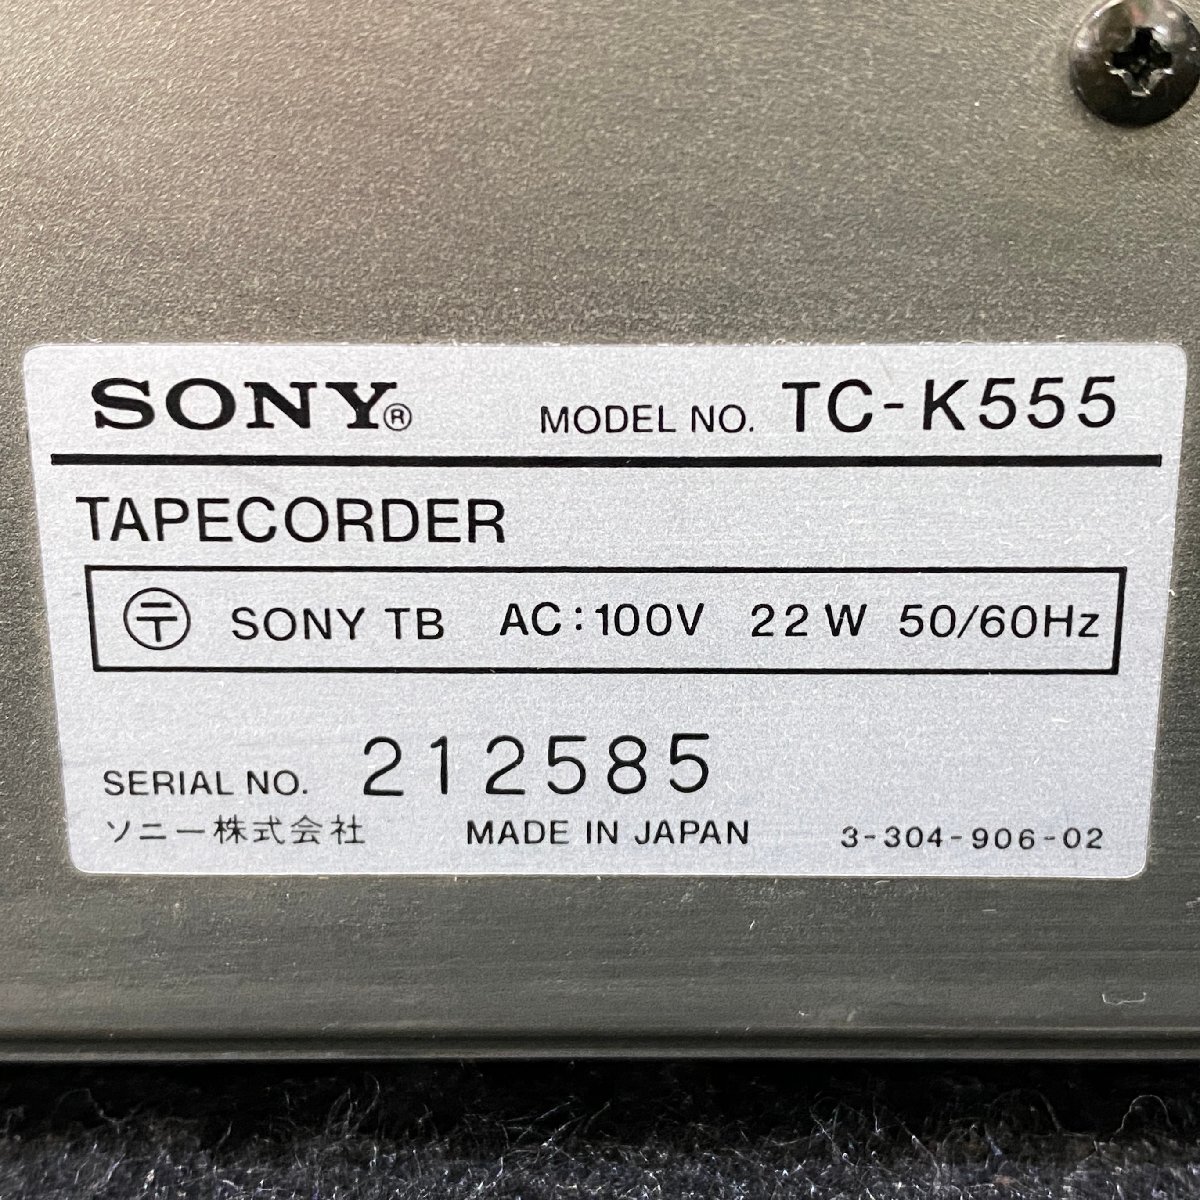 SONY® MODEL NO. TC-K555
TAPECORDER
〶 SONY TB AC:100V 22W 50/60Hz
SERIAL NO. 212585
ソニー株式会社 MADE IN JAPAN 3-304-906-02